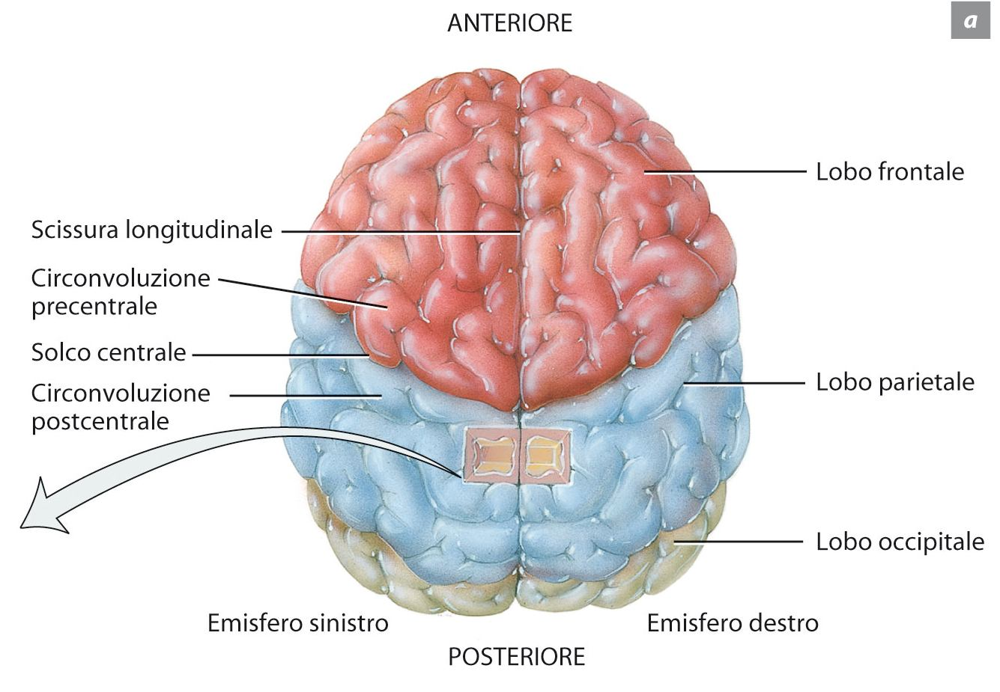 ANTERIORE
a
Lobo frontale
Scissura longitudinale
Circonvoluzione
precentrale
Solco centrale
Circonvoluzione
postcentrale
Lobo parietale
Lobo occipitale
Emisfero sinistro
Emisfero destro
POSTERIORE